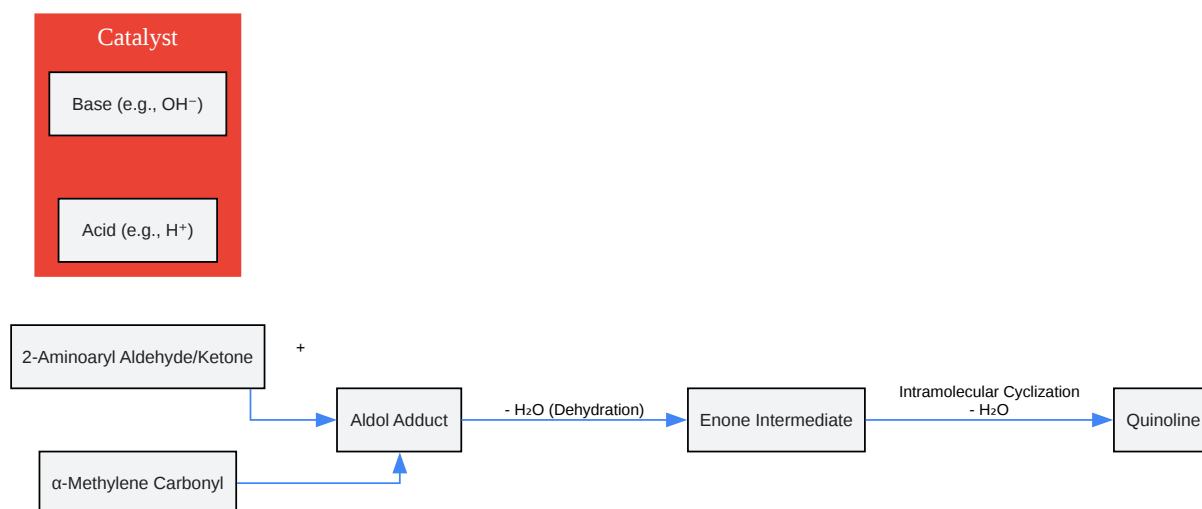 Catalyst
Base (e.g., OH⁻)
Acid (e.g., H⁺)
2-Aminoaryl Aldehyde/Ketone
+
α-Methylene Carbonyl
Aldol Adduct
- H₂O (Dehydration)
Enone Intermediate
Intramolecular Cyclization
- H₂O
Quinoline